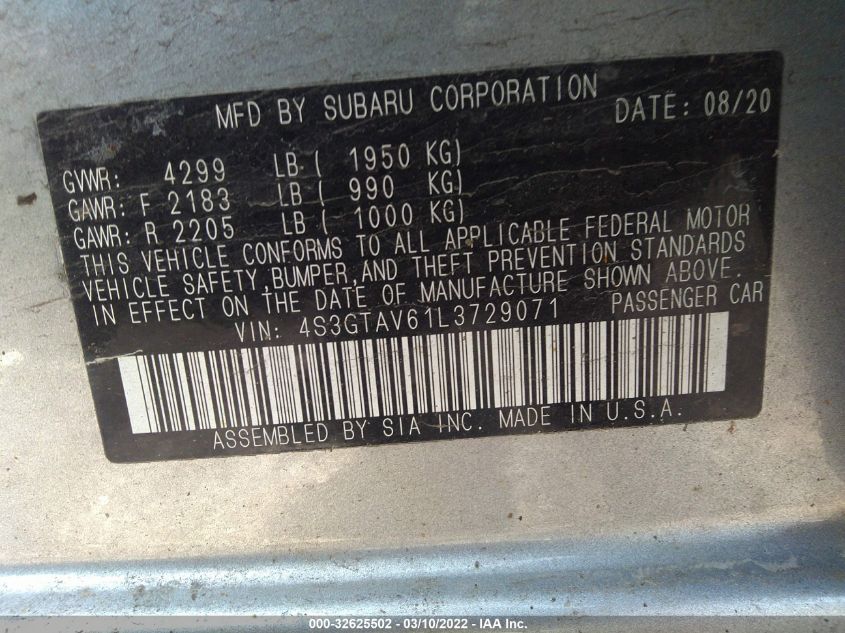 MFD BY SUBARU CORPORATION DATE: 08/20
GVWR: 4299 LB ( 1950 KG)
GAWR: F 2183 LB ( 990 KG)
GAWR: R 2205 LB ( 1000 KG)
THIS VEHICLE CONFORMS TO ALL APPLICABLE FEDERAL MOTOR
VEHICLE SAFETY,BUMPER,AND THEFT PREVENTION STANDARDS
IN EFFECT ON THE DATE OF MANUFACTURE SHOWN ABOVE.
VIN: 4S3GTAV61L3729071 PASSENGER CAR
ASSEMBLED BY SIA INC. MADE IN U.S.A.
000-32625502 - 03/10/2022 - IAA Inc.